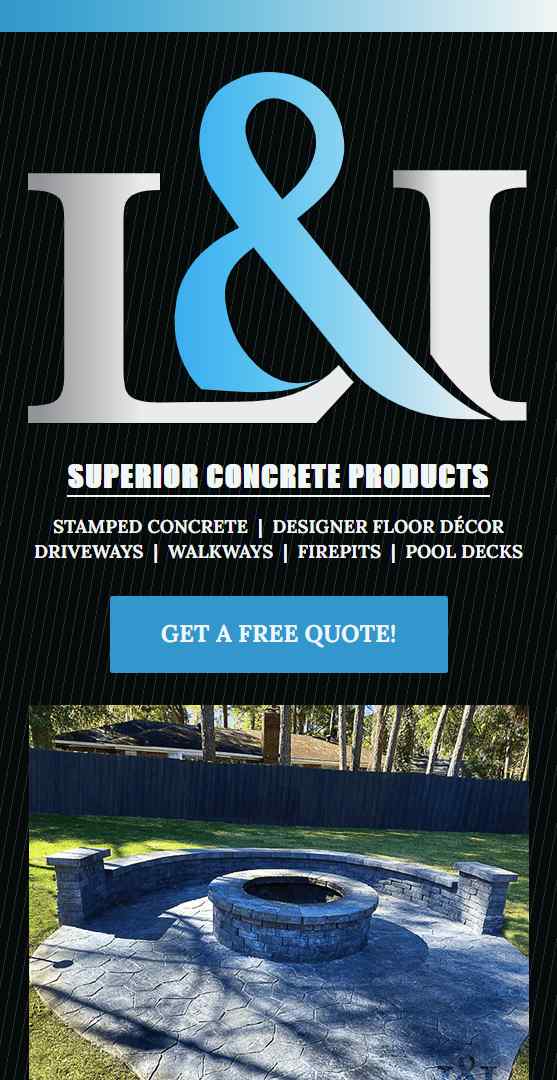 L&I
SUPERIOR CONCRETE PRODUCTS
STAMPED CONCRETE | DESIGNER FLOOR DÉCOR
DRIVEWAYS | WALKWAYS | FIREPITS | POOL DECKS
GET A FREE QUOTE!
L&I